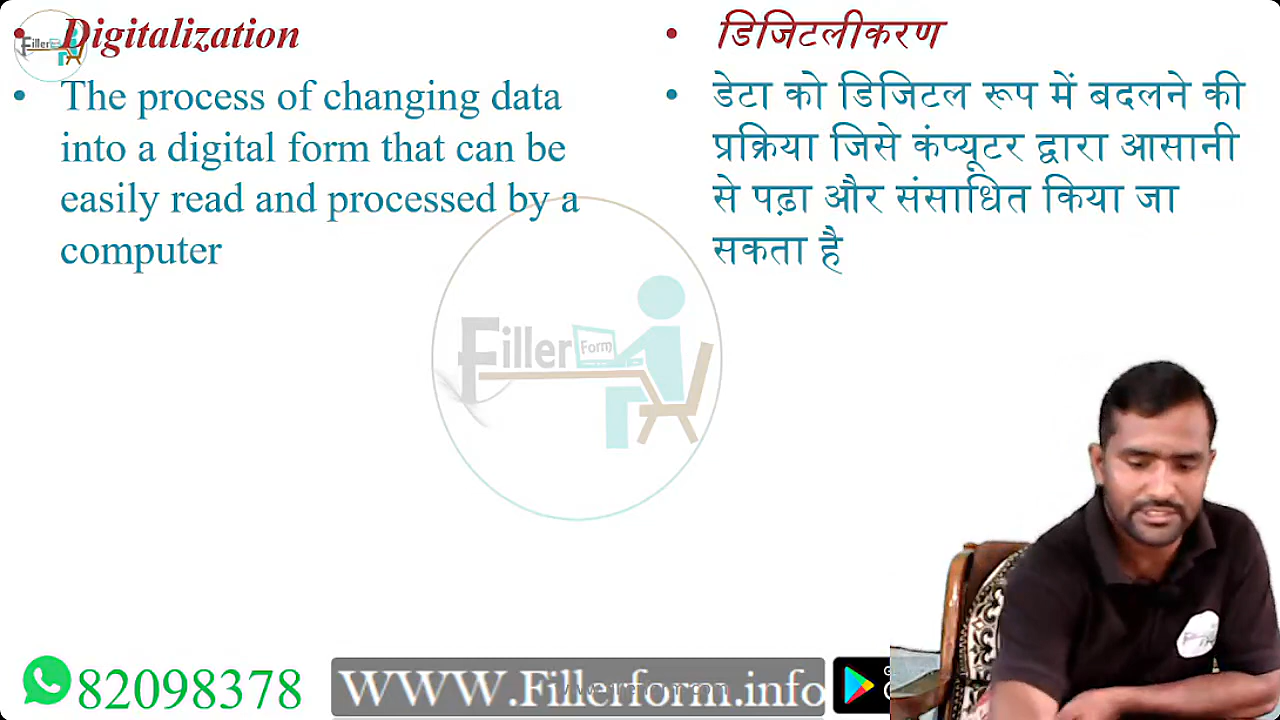 • Digitalization
• The process of changing data
into a digital form that can be
easily read and processed by a
computer
• डिजिटलीकरण
• डेटा को डिजिटल रूप में बदलने की
प्रक्रिया जिसे कंप्यूटर द्वारा आसानी
से पढ़ा और संसाधित किया जा
सकता है
Filler Form
82098378
WWW.Fillerform.info